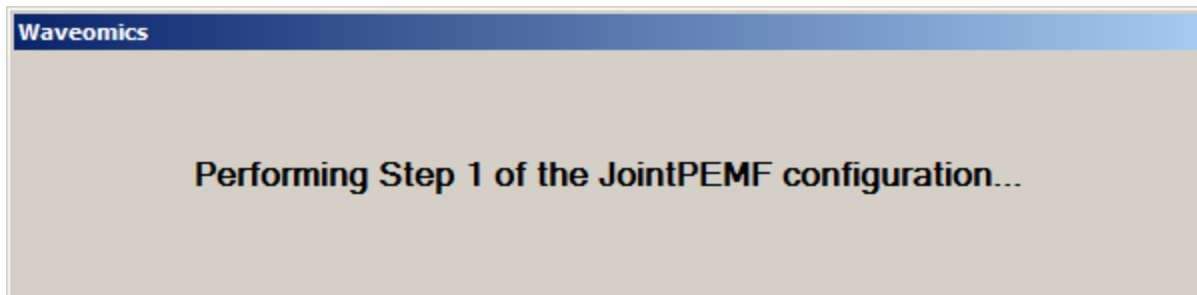 Waveomics
Performing Step 1 of the JointPEMF configuration...